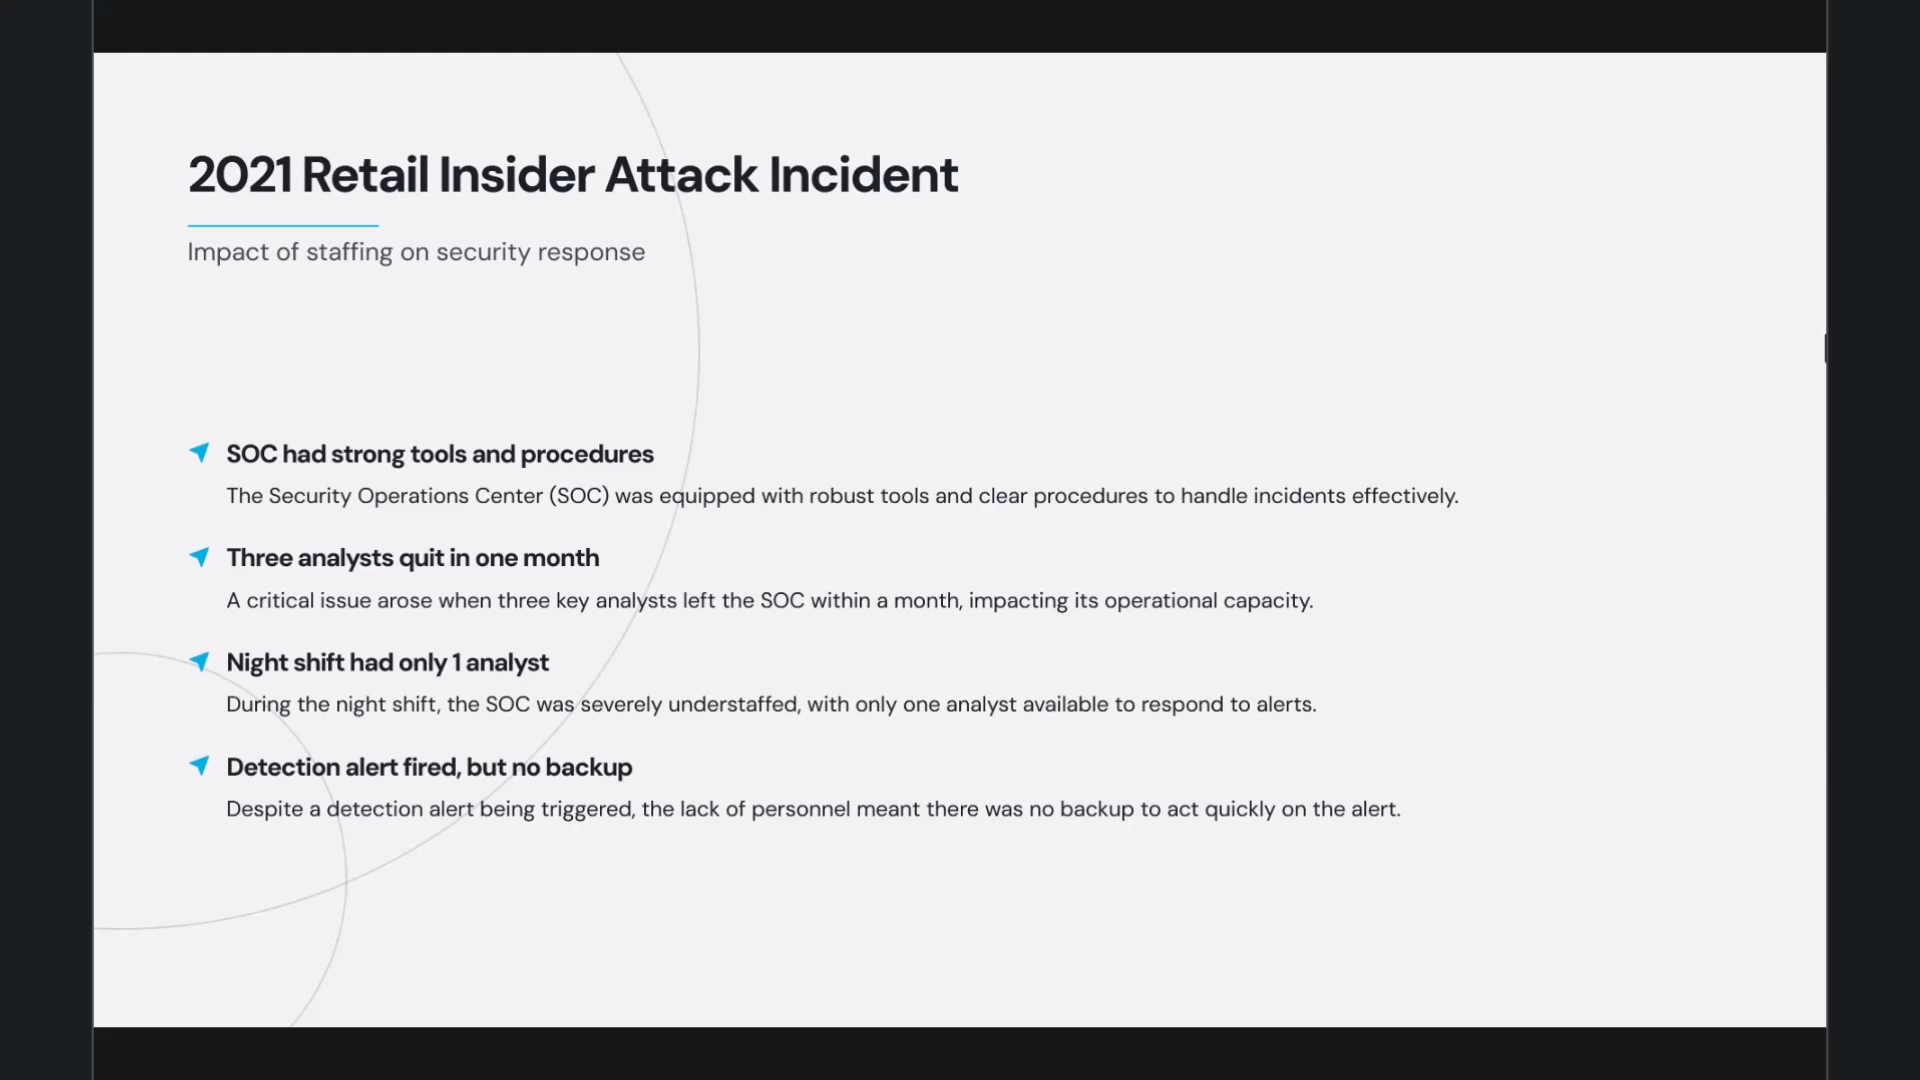 2021 Retail Insider Attack Incident
Impact of staffing on security response
SOC had strong tools and procedures
The Security Operations Center (SOC) was equipped with robust tools and clear procedures to handle incidents effectively.
Three analysts quit in one month
A critical issue arose when three key analysts left the SOC within a month, impacting its operational capacity.
Night shift had only 1 analyst
During the night shift, the SOC was severely understaffed, with only one analyst available to respond to alerts.
Detection alert fired, but no backup
Despite a detection alert being triggered, the lack of personnel meant there was no backup to act quickly on the alert.